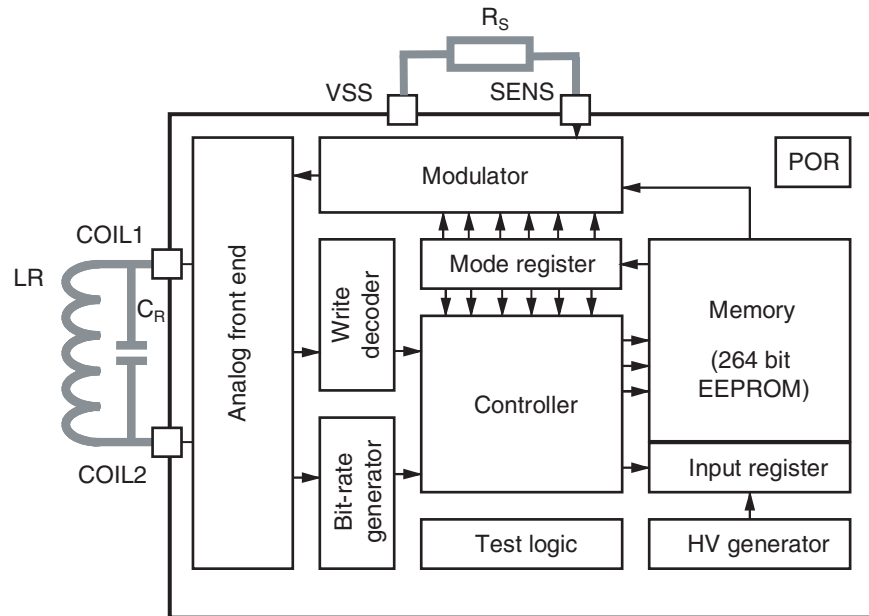 R_S
VSS
SENS
Modulator
POR
COIL1
Mode register
LR
C_R
Analog front end
Write
decoder
Memory
(264 bit
EEPROM)
Controller
COIL2
Bit-rate
generator
Input register
Test logic
HV generator